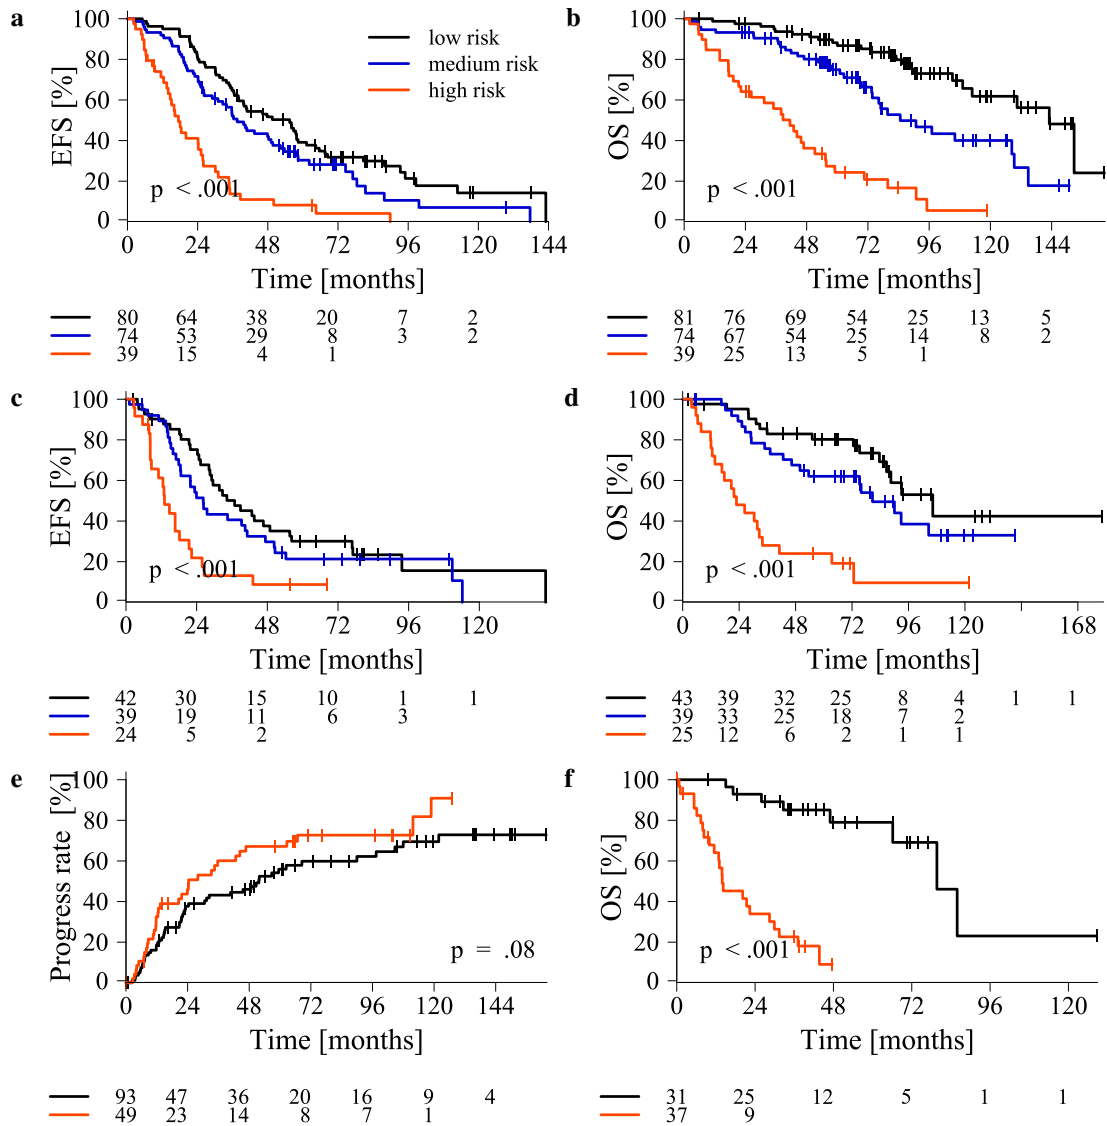 a
EFS [%]
100
80
60
40
20
0
low risk
medium risk
high risk
p < .001
0 24 48 72 96 120 144
Time [months]
80 64 38 20 7 2
74 53 29 8 3 2
39 15 4 1
b
OS [%]
100
80
60
40
20
0
p < .001
0 24 48 72 96 120 144
Time [months]
81 76 69 54 25 13 5
74 67 54 25 14 8 2
39 25 13 5 1
c
EFS [%]
100
80
60
40
20
0
p < .001
0 24 48 72 96 120
Time [months]
42 30 15 10 1 1
39 19 11 6 3
24 5 2
d
OS [%]
100
80
60
40
20
0
p < .001
0 24 48 72 96 120 168
Time [months]
43 39 32 25 8 4 1 1
39 33 25 18 7 2
25 12 6 2 1 1
e
Progress rate [%]
100
80
60
40
20
0
p = .08
0 24 48 72 96 120 144
Time [months]
93 47 36 20 16 9 4
49 23 14 8 7 1
f
OS [%]
100
80
60
40
20
0
p < .001
0 24 48 72 96 120
Time [months]
31 25 12 5 1 1
37 9